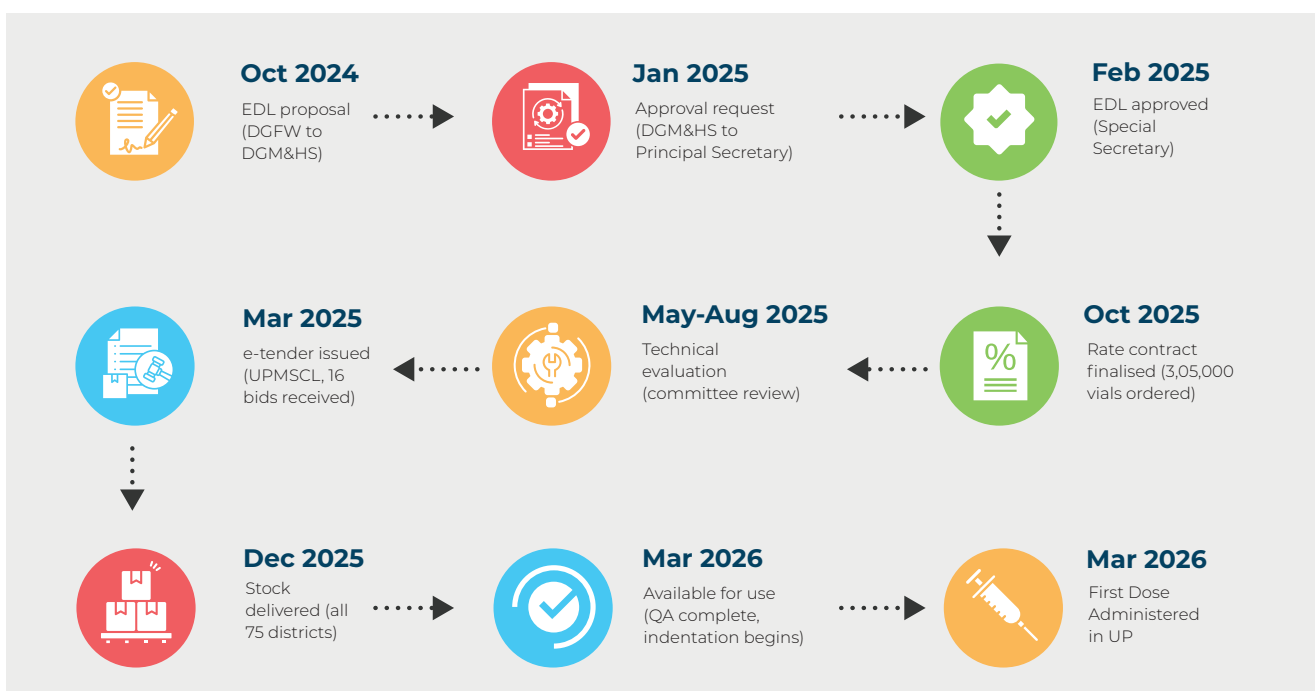 Oct 2024
EDL proposal
(DGFW to
DGM&HS)
Jan 2025
Approval request
(DGM&HS to
Principal Secretary)
Feb 2025
EDL approved
(Special
Secretary)
Mar 2025
e-tender issued
(UPMSCL, 16
bids received)
May-Aug 2025
Technical
evaluation
(committee review)
Oct 2025
%
Rate contract
finalised (3,05,000
vials ordered)
Dec 2025
Stock
delivered (all
75 districts)
Mar 2026
Available for use
(QA complete,
indentation begins)
Mar 2026
First Dose
Administered
in UP